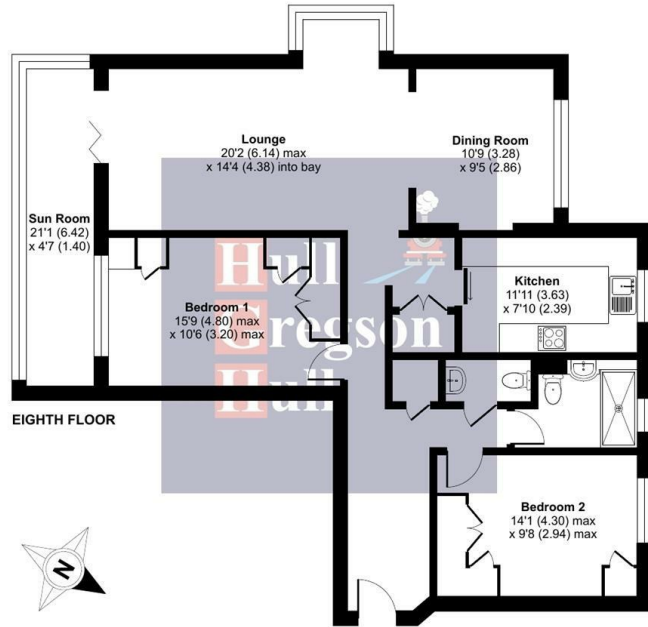 Lounge
20'2 (6.14) max
x 14'4 (4.38) into bay
Dining Room
10'9 (3.28)
x 9'5 (2.86)
Sun Room
21'1 (6.42)
x 4'7 (1.40)
Kitchen
11'11 (3.63)
x 7'10 (2.39)
Bedroom 1
15'9 (4.80) max
x 10'6 (3.20) max
Hull
Gregson
Hull
EIGHTH FLOOR
Bedroom 2
14'1 (4.30) max
x 9'8 (2.94) max
N